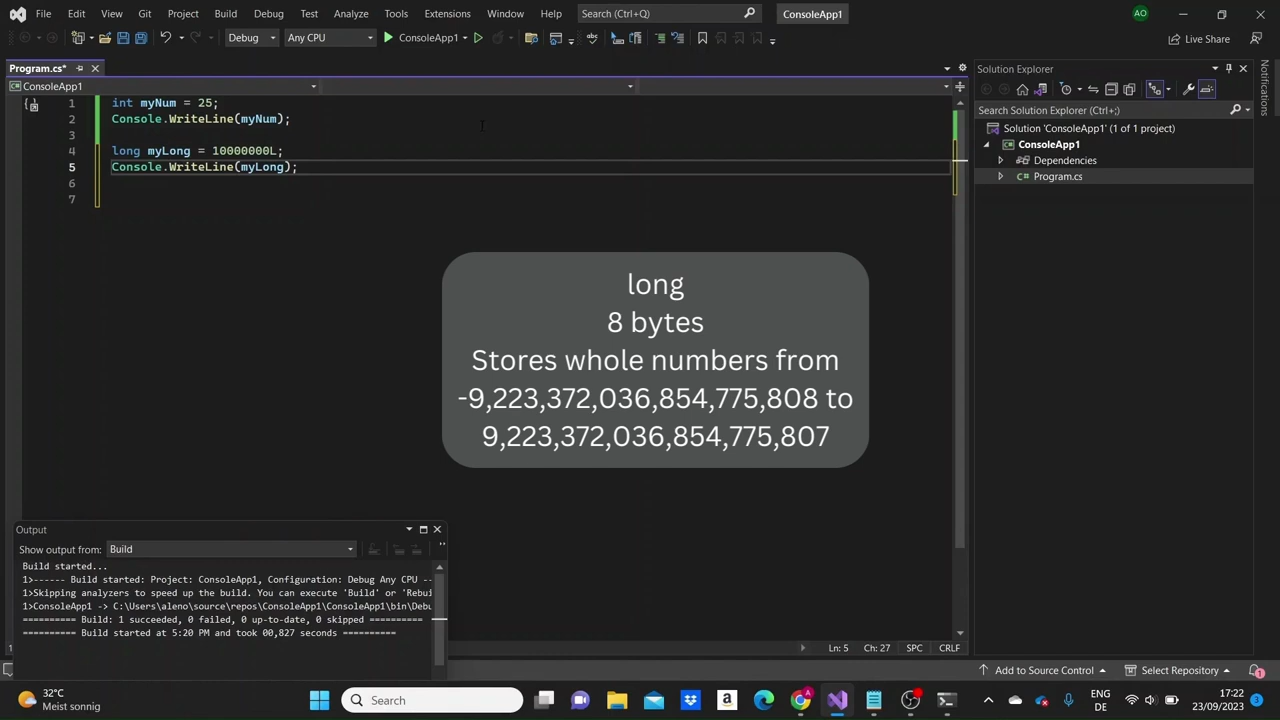 File Edit View Git Project Build Debug Test Analyze Tools Extensions Window Help Search (Ctrl+Q) ConsoleApp1 AO
Debug Any CPU ConsoleApp1 Live Share
Program.cs*
ConsoleApp1
1 int myNum = 25;
2 Console.WriteLine(myNum);
3
4 long myLong = 10000000L;
5 Console.WriteLine(myLong);
6
7
long
8 bytes
Stores whole numbers from
-9,223,372,036,854,775,808 to
9,223,372,036,854,775,807
Solution Explorer
Search Solution Explorer (Ctrl+;)
Solution 'ConsoleApp1' (1 of 1 project)
ConsoleApp1
Dependencies
C# Program.cs
Notifications
Output
Show output from: Build
Build started...
1>------ Build started: Project: ConsoleApp1, Configuration: Debug Any CPU --
1>Skipping analyzers to speed up the build. You can execute 'Build' or 'Rebui
1>ConsoleApp1 -> C:\Users\aleno\source\repos\ConsoleApp1\ConsoleApp1\bin\Debu
========== Build: 1 succeeded, 0 failed, 0 up-to-date, 0 skipped ==========
========== Build started at 5:20 PM and took 00,827 seconds ==========
Ln: 5 Ch: 27 SPC CRLF
Add to Source Control Select Repository 1
32°C
Meist sonnig
Search
ENG
DE
17:22
23/09/2023
3